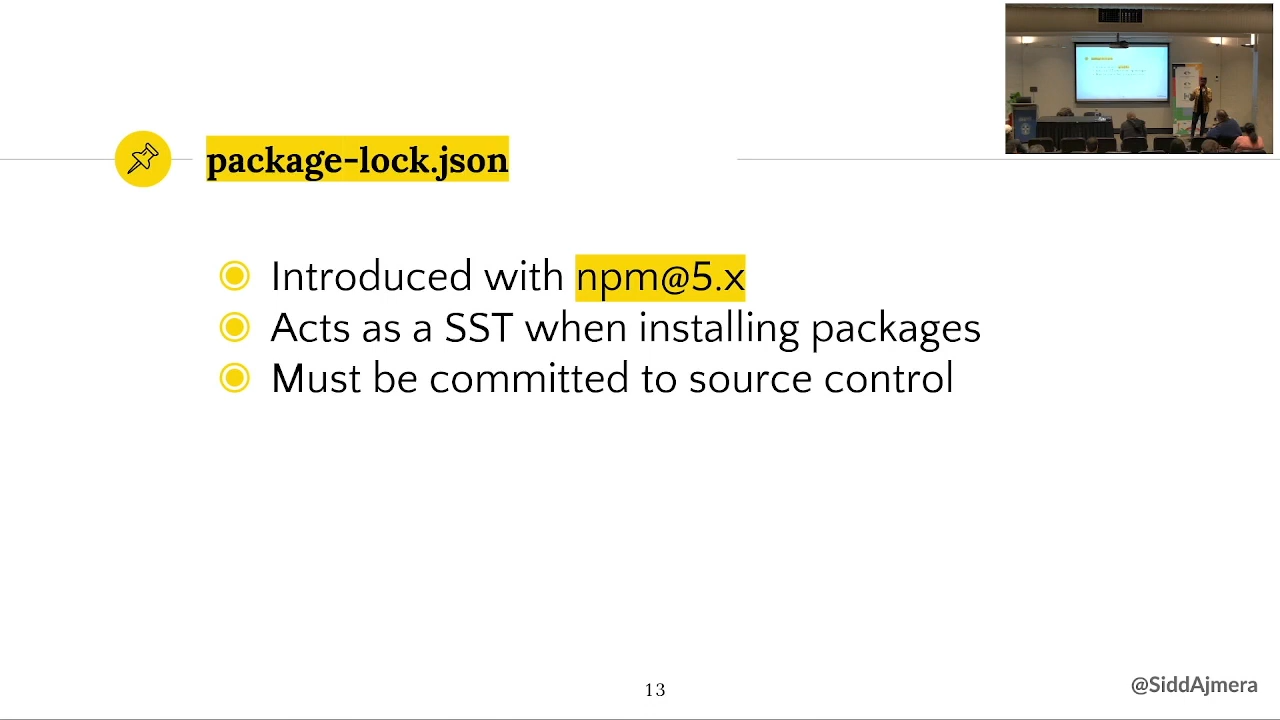 package-lock.json
Introduced with npm@5.x
Acts as a SST when installing packages
Must be committed to source control
13
@SiddAjmera